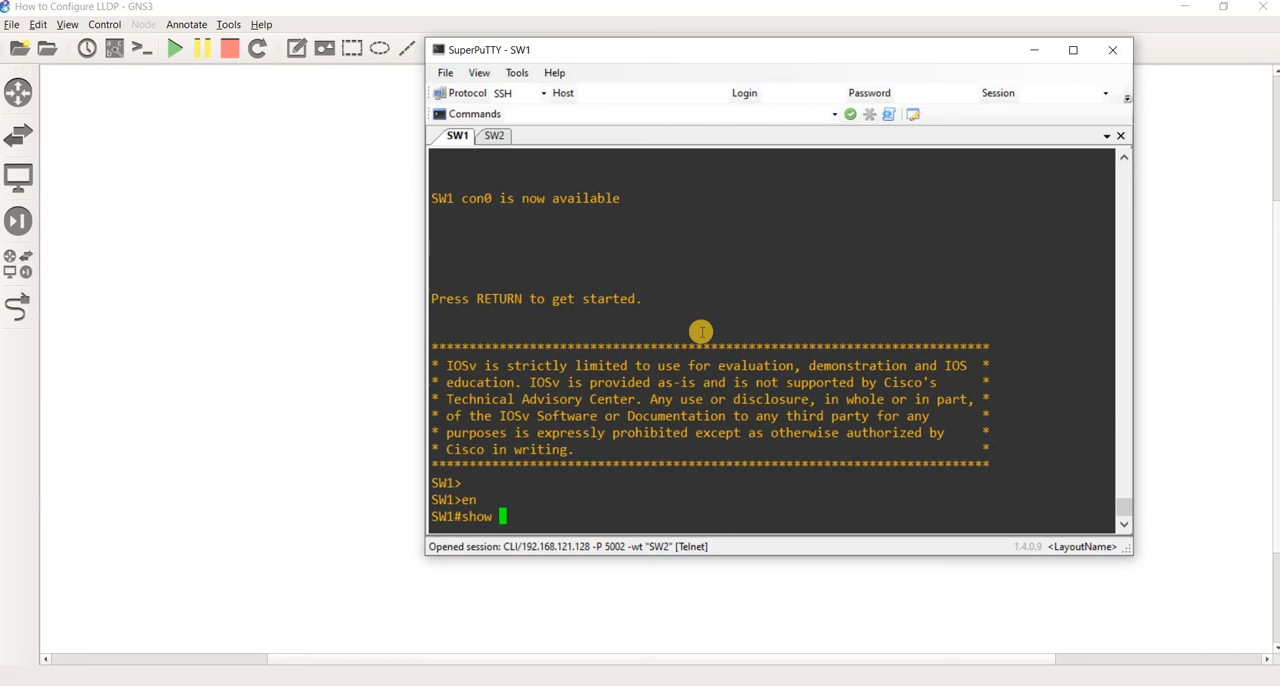 How to Configure LLDP - GNS3
File Edit View Control Node Annotate Tools Help
SuperPuTTY - SW1
File View Tools Help
Protocol SSH Host Login Password Session
Commands
SW1 SW2
SW1 con0 is now available
Press RETURN to get started.
**************************************************************************
* IOSv is strictly limited to use for evaluation, demonstration and IOS  *
* education. IOSv is provided as-is and is not supported by Cisco's      *
* Technical Advisory Center. Any use or disclosure, in whole or in part, *
* of the IOSv Software or Documentation to any third party for any       *
* purposes is expressly prohibited except as otherwise authorized by     *
* Cisco in writing.                                                      *
**************************************************************************
SW1>
SW1>en
SW1#show
Opened session: CLI/192.168.121.128 -P 5002 -wt "SW2" [Telnet] 1.4.0.9 <LayoutName>